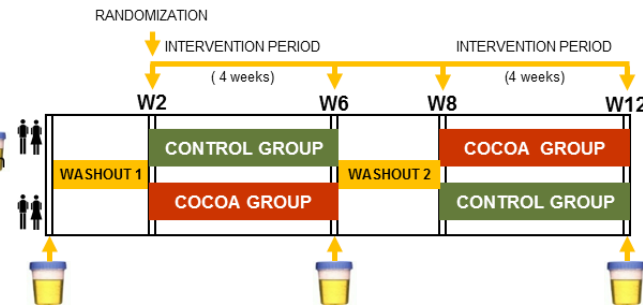 RANDOMIZATION
INTERVENTION PERIOD INTERVENTION PERIOD
( 4 weeks) (4 weeks)
W2 W6 W8 W12
CONTROL GROUP COCOA GROUP
WASHOUT 1 WASHOUT 2
COCOA GROUP CONTROL GROUP